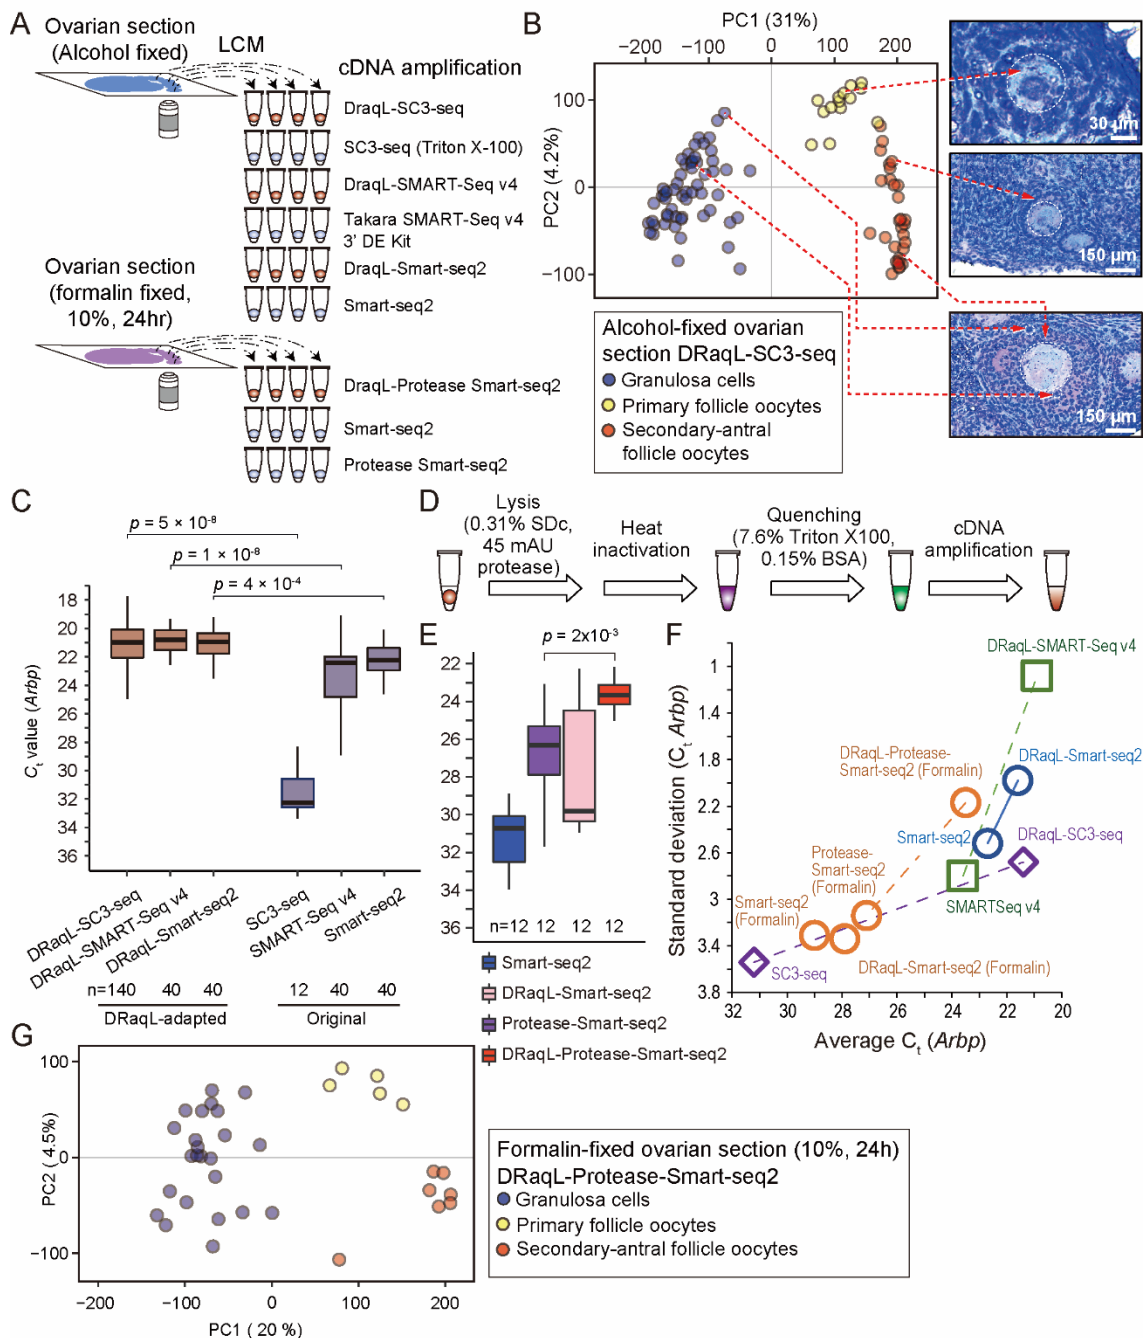 A
Ovarian section
(Alcohol fixed)
LCM
cDNA amplification
DraqL-SC3-seq
SC3-seq (Triton X-100)
DraqL-SMART-Seq v4
Takara SMART-Seq v4
3' DE Kit
DraqL-Smart-seq2
Smart-seq2
Ovarian section
(formalin fixed,
10%, 24hr)
DraqL-Protease Smart-seq2
Smart-seq2
Protease Smart-seq2
B
PC1 (31%)
−200 −100 0 100 200
PC2 (4.2%)
100
0
−100
30 µm
150 µm
150 µm
Alcohol-fixed ovarian
section DRaqL-SC3-seq
Granulosa cells
Primary follicle oocytes
Secondary-antral
follicle oocytes
C
p = 5 × 10-8
p = 1 × 10-8
p = 4 × 10-4
Ct value (Arbp)
18
20
22
24
26
28
30
32
34
36
DRaqL-SC3-seq
DRaqL-SMART-Seq v4
DRaqL-Smart-seq2
SC3-seq
SMART-Seq v4
Smart-seq2
n=140 40 40 12 40 40
DRaqL-adapted Original
D
Lysis
(0.31% SDc,
45 mAU
protease)
Heat
inactivation
Quenching
(7.6% Triton X100,
0.15% BSA)
cDNA
amplification
E
p = 2x10-3
22
24
26
28
30
32
34
36
n=12 12 12 12
Smart-seq2
DRaqL-Smart-seq2
Protease-Smart-seq2
DRaqL-Protease-Smart-seq2
F
Standard deviation (Ct Arbp)
1
1.4
1.8
2.2
2.6
3
3.4
3.8
DRaqL-SMART-Seq v4
DRaqL-Protease-
Smart-seq2 (Formalin)
DRaqL-Smart-seq2
Smart-seq2
DRaqL-SC3-seq
Protease-
Smart-seq2
(Formalin)
Smart-seq2
(Formalin)
SMARTSeq v4
SC3-seq
DRaqL-Smart-seq2 (Formalin)
32 30 28 26 24 22 20
Average Ct (Arbp)
G
PC2 ( 4.5%)
100
0
−100
−200 −100 0 100 200
PC1 ( 20 %)
Formalin-fixed ovarian section (10%, 24h)
DRaqL-Protease-Smart-seq2
Granulosa cells
Primary follicle oocytes
Secondary-antral follicle oocytes